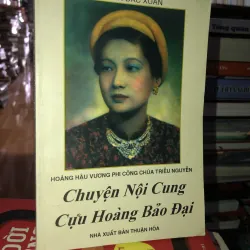 XUÂN
HOÀNG HẬU VƯƠNG PHI CÔNG CHÚA TRIỀU NGUYỄN
Chuyện Nội Cung
Cựu Hoàng Bảo Đại
NHÀ XUẤT BẢN THUẬN HÓA